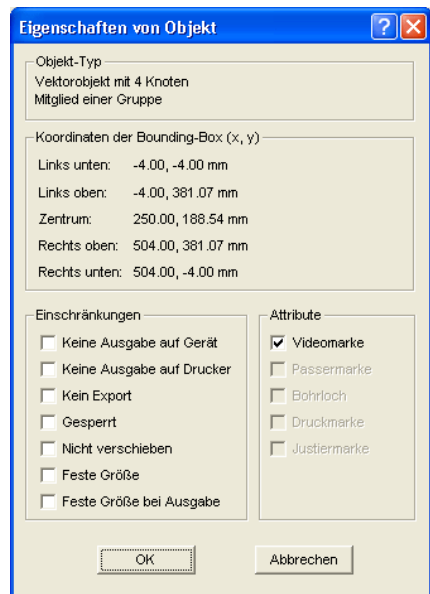 Eigenschaften von Objekt
Objekt-Typ
Vektorobjekt mit 4 Knoten
Mitglied einer Gruppe
Koordinaten der Bounding-Box (x, y)
Links unten: -4.00, -4.00 mm
Links oben: -4.00, 381.07 mm
Zentrum: 250.00, 188.54 mm
Rechts oben: 504.00, 381.07 mm
Rechts unten: 504.00, -4.00 mm
Einschränkungen
Keine Ausgabe auf Gerät
Keine Ausgabe auf Drucker
Kein Export
Gesperrt
Nicht verschieben
Feste Größe
Feste Größe bei Ausgabe
Attribute
Videomarke
Passermarke
Bohrloch
Druckmarke
Justiermarke
OK
Abbrechen